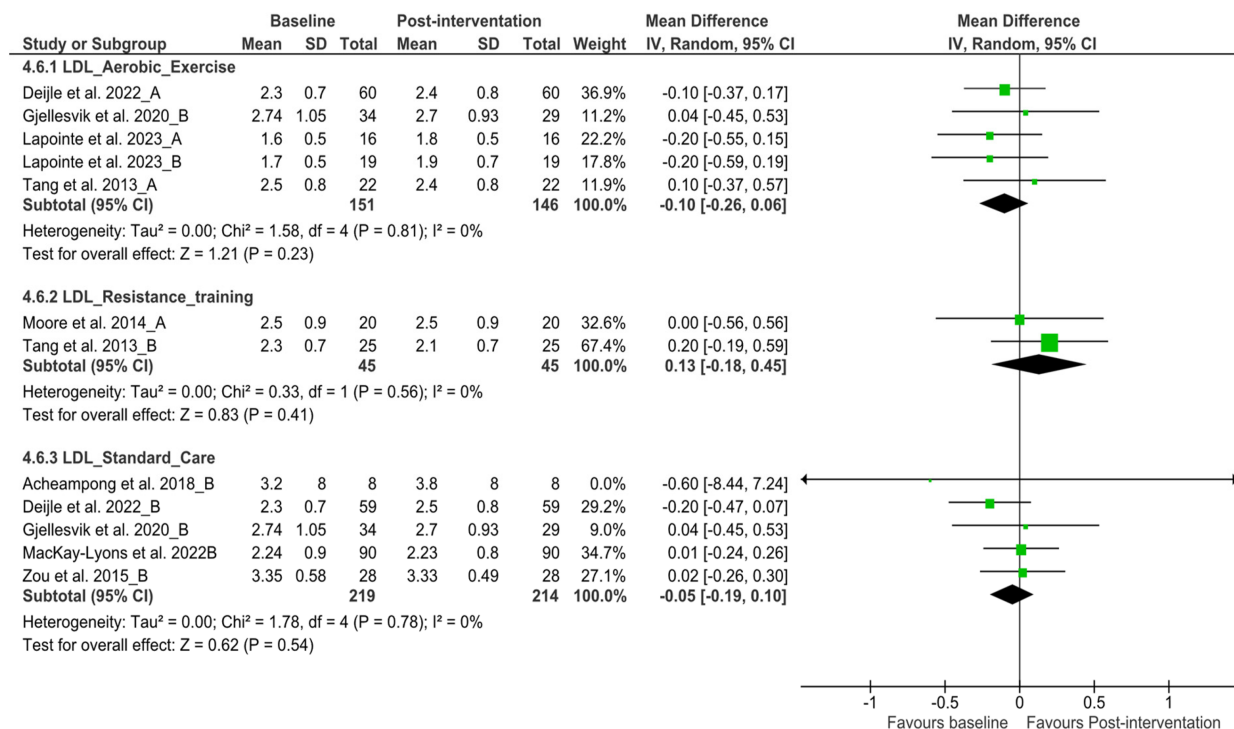 Baseline Post-intervention Mean Difference Mean Difference
Study or Subgroup Mean SD Total Mean SD Total Weight IV, Random, 95% CI IV, Random, 95% CI
4.6.1 LDL_Aerobic_Exercise
Deijle et al. 2022_A 2.3 0.7 60 2.4 0.8 60 36.9% -0.10 [-0.37, 0.17]
Gjellesvik et al. 2020_B 2.74 1.05 34 2.7 0.93 29 11.2% 0.04 [-0.45, 0.53]
Lapointe et al. 2023_A 1.6 0.5 16 1.8 0.5 16 22.2% -0.20 [-0.55, 0.15]
Lapointe et al. 2023_B 1.7 0.5 19 1.9 0.7 19 17.8% -0.20 [-0.59, 0.19]
Tang et al. 2013_A 2.5 0.8 22 2.4 0.8 22 11.9% 0.10 [-0.37, 0.57]
Subtotal (95% CI) 151 146 100.0% -0.10 [-0.26, 0.06]
Heterogeneity: Tau² = 0.00; Chi² = 1.58, df = 4 (P = 0.81); I² = 0%
Test for overall effect: Z = 1.21 (P = 0.23)
4.6.2 LDL_Resistance_training
Moore et al. 2014_A 2.5 0.9 20 2.5 0.9 20 32.6% 0.00 [-0.56, 0.56]
Tang et al. 2013_B 2.3 0.7 25 2.1 0.7 25 67.4% 0.20 [-0.19, 0.59]
Subtotal (95% CI) 45 45 100.0% 0.13 [-0.18, 0.45]
Heterogeneity: Tau² = 0.00; Chi² = 0.33, df = 1 (P = 0.56); I² = 0%
Test for overall effect: Z = 0.83 (P = 0.41)
4.6.3 LDL_Standard_Care
Acheampong et al. 2018_B 3.2 8 8 3.8 8 8 0.0% -0.60 [-8.44, 7.24]
Deijle et al. 2022_B 2.3 0.7 59 2.5 0.8 59 29.2% -0.20 [-0.47, 0.07]
Gjellesvik et al. 2020_B 2.74 1.05 34 2.7 0.93 29 9.0% 0.04 [-0.45, 0.53]
MacKay-Lyons et al. 2022B 2.24 0.9 90 2.23 0.8 90 34.7% 0.01 [-0.24, 0.26]
Zou et al. 2015_B 3.35 0.58 28 3.33 0.49 28 27.1% 0.02 [-0.26, 0.30]
Subtotal (95% CI) 219 214 100.0% -0.05 [-0.19, 0.10]
Heterogeneity: Tau² = 0.00; Chi² = 1.78, df = 4 (P = 0.78); I² = 0%
Test for overall effect: Z = 0.62 (P = 0.54)
-1 -0.5 0 0.5 1
Favours baseline Favours Post-intervention